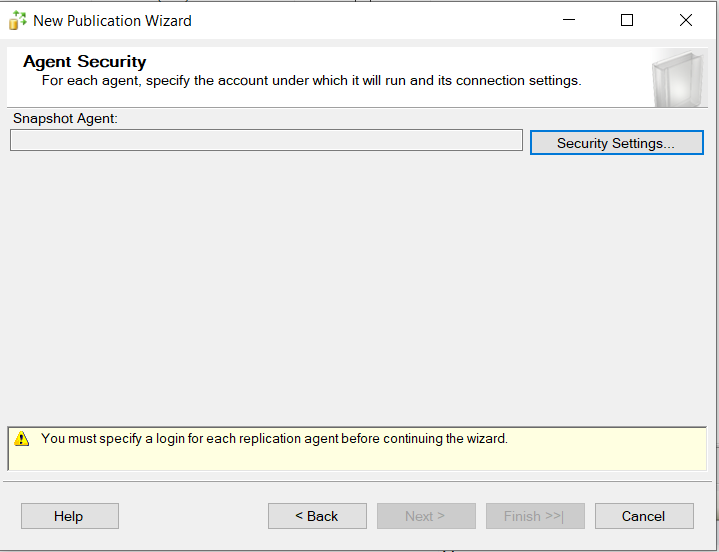 New Publication Wizard
Agent Security
For each agent, specify the account under which it will run and its connection settings.
Snapshot Agent:
Security Settings...
You must specify a login for each replication agent before continuing the wizard.
Help
< Back
Next >
Finish >>|
Cancel